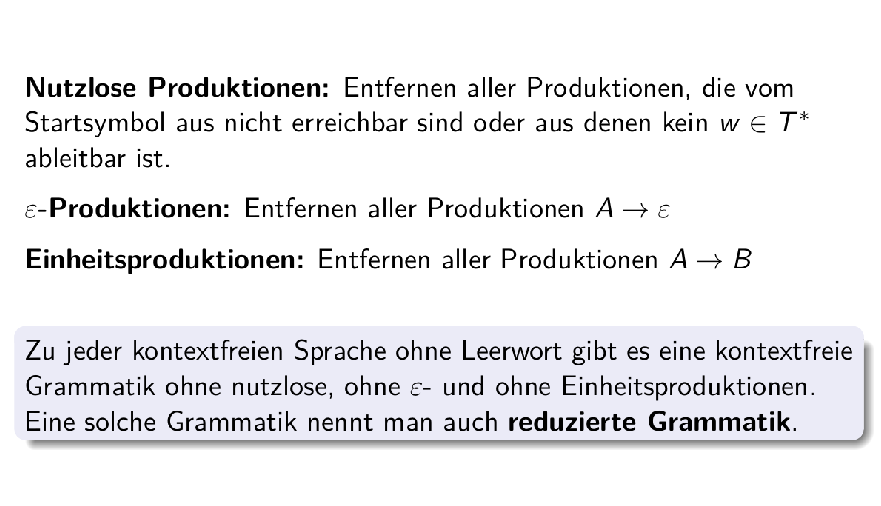 Nutzlose Produktionen: Entfernen aller Produktionen, die vom
Startsymbol aus nicht erreichbar sind oder aus denen kein w ∈ T*
ableitbar ist.
ε-Produktionen: Entfernen aller Produktionen A → ε
Einheitsproduktionen: Entfernen aller Produktionen A → B
Zu jeder kontextfreien Sprache ohne Leerwort gibt es eine kontextfreie
Grammatik ohne nutzlose, ohne ε- und ohne Einheitsproduktionen.
Eine solche Grammatik nennt man auch reduzierte Grammatik.